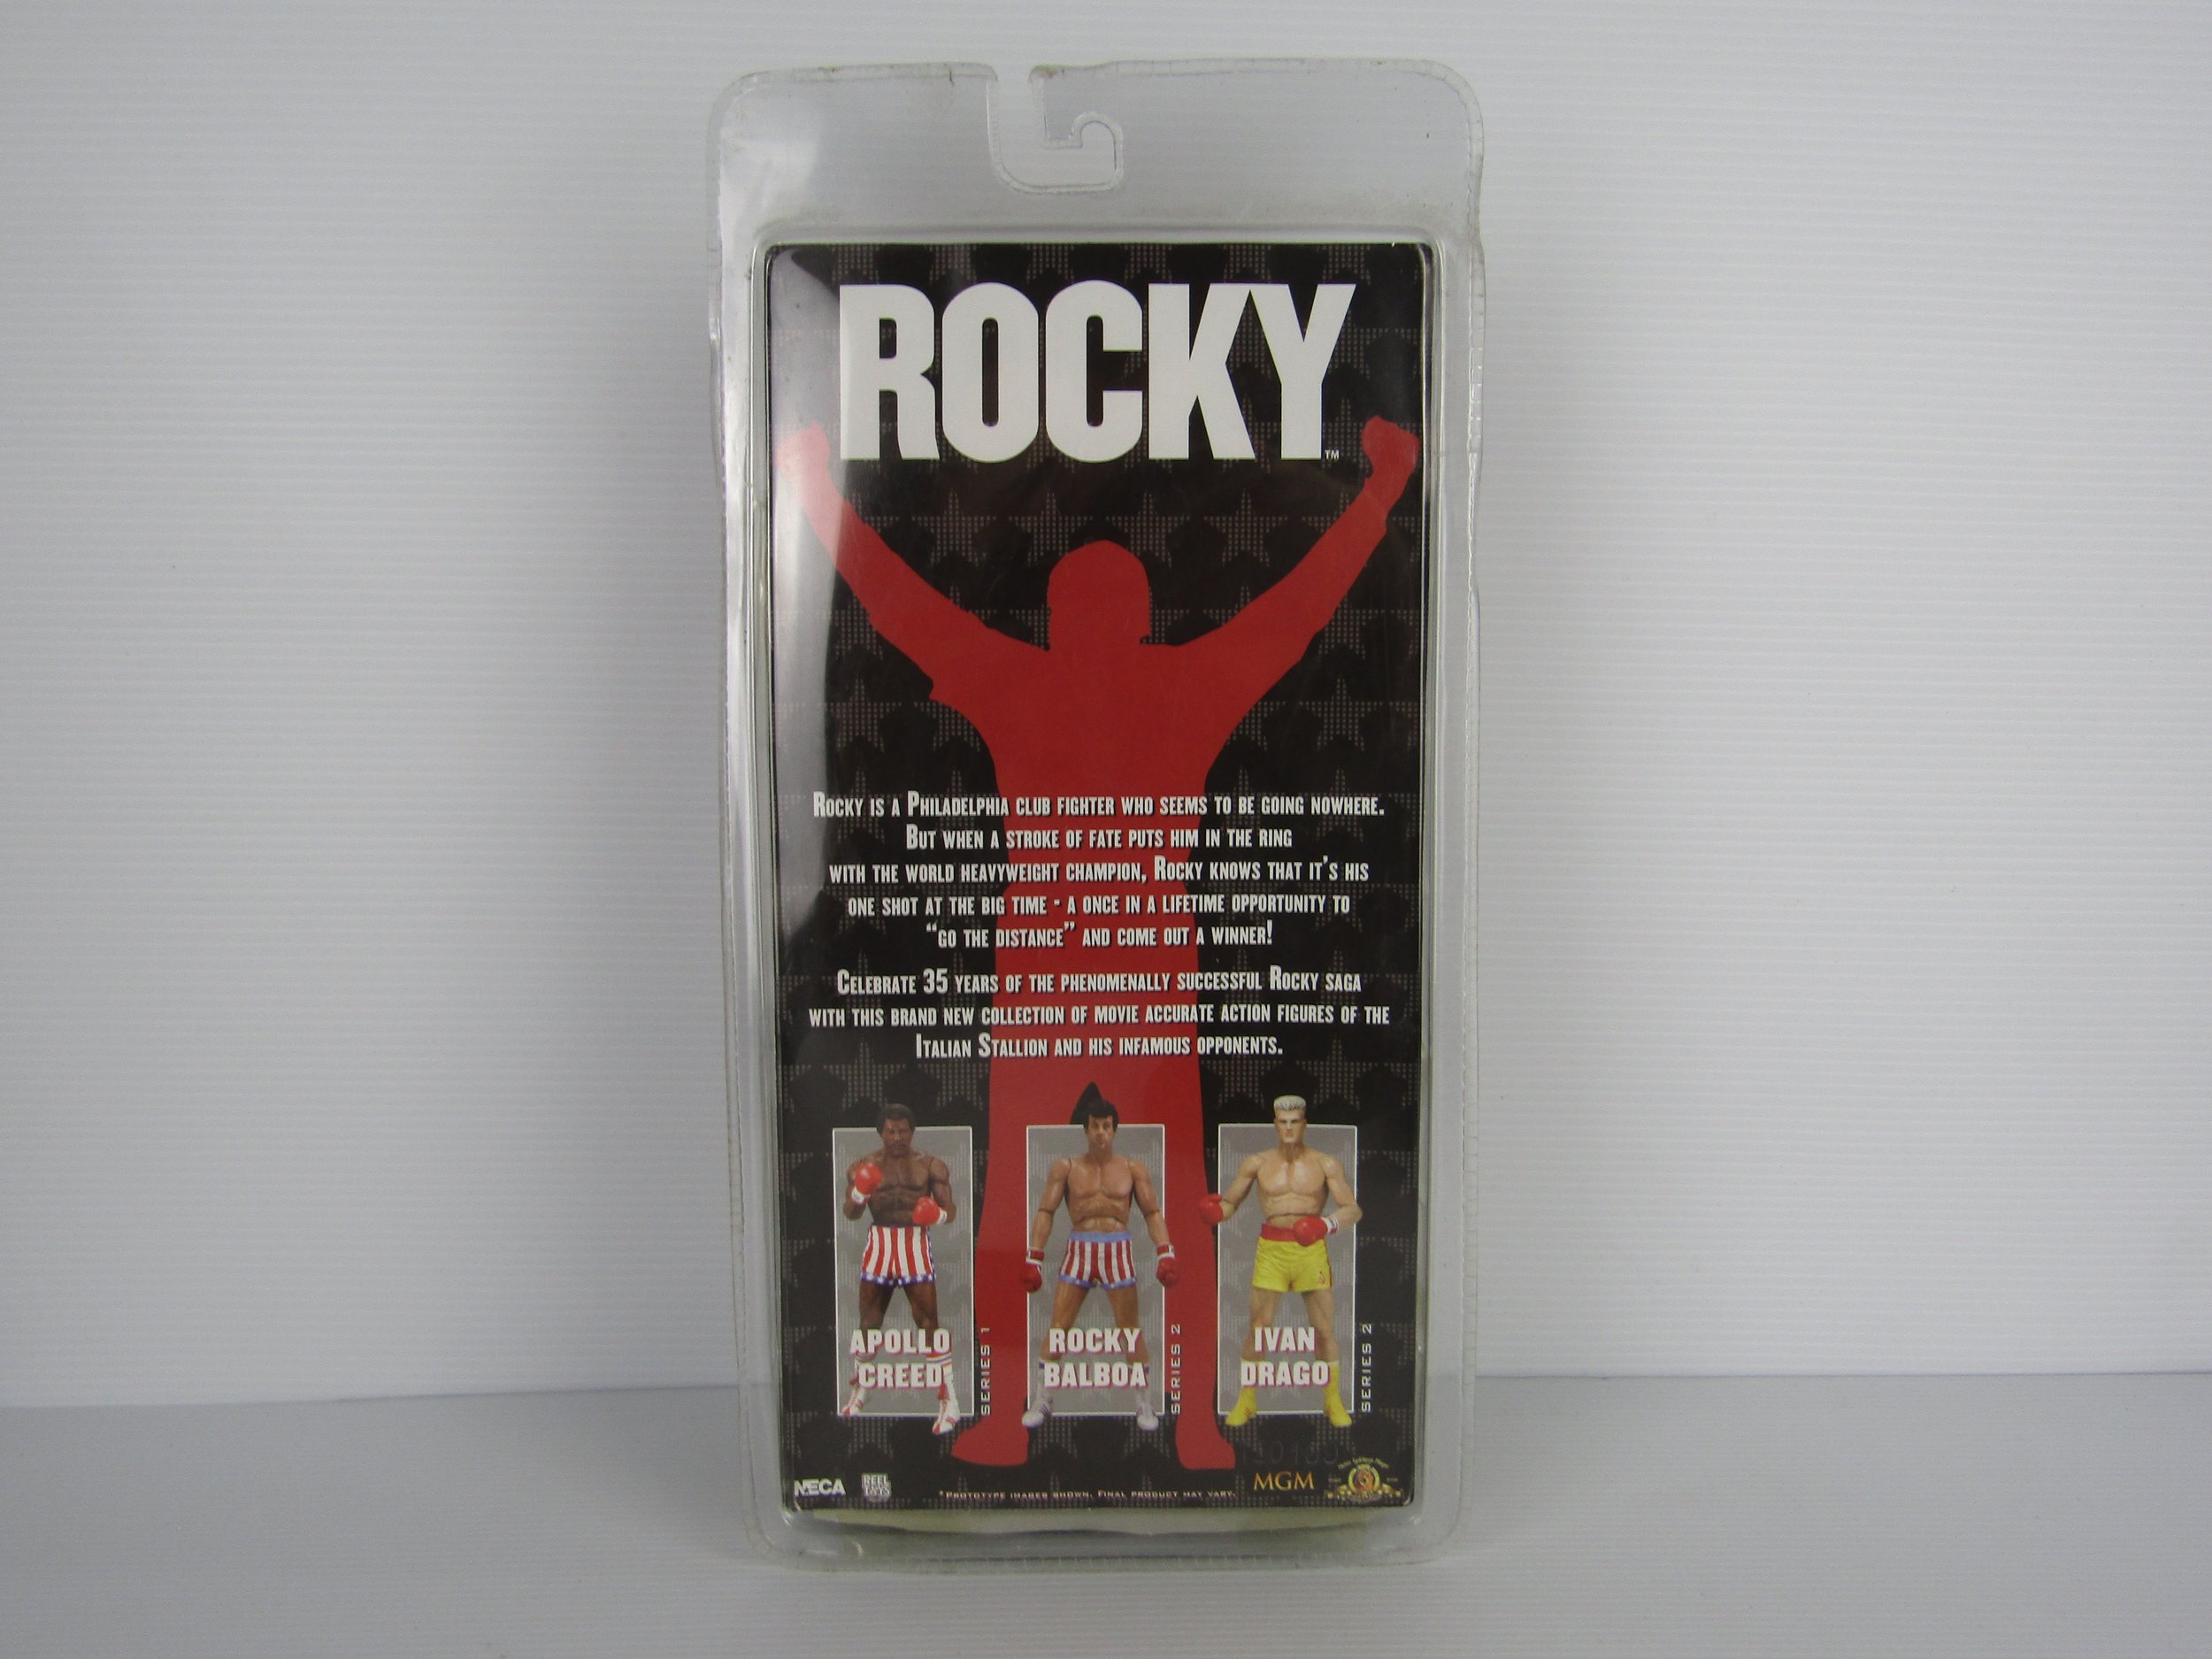 ROCKY
TM
ROCKY IS A PHILADELPHIA CLUB FIGHTER WHO SEEMS TO BE GOING NOWHERE.
BUT WHEN A STROKE OF FATE PUTS HIM IN THE RING
WITH THE WORLD HEAVYWEIGHT CHAMPION, ROCKY KNOWS THAT IT'S HIS
ONE SHOT AT THE BIG TIME - A ONCE IN A LIFETIME OPPORTUNITY TO
"GO THE DISTANCE" AND COME OUT A WINNER!
CELEBRATE 35 YEARS OF THE PHENOMENALLY SUCCESSFUL ROCKY SAGA
WITH THIS BRAND NEW COLLECTION OF MOVIE ACCURATE ACTION FIGURES OF THE
ITALIAN STALLION AND HIS INFAMOUS OPPONENTS.
APOLLO
CREED
SERIES 1
ROCKY
BALBOA
SERIES 2
IVAN
DRAGO
SERIES 2
NECA
REEL
TOYS
*PROTOTYPE IMAGES SHOWN. FINAL PRODUCT MAY VARY.
MGM